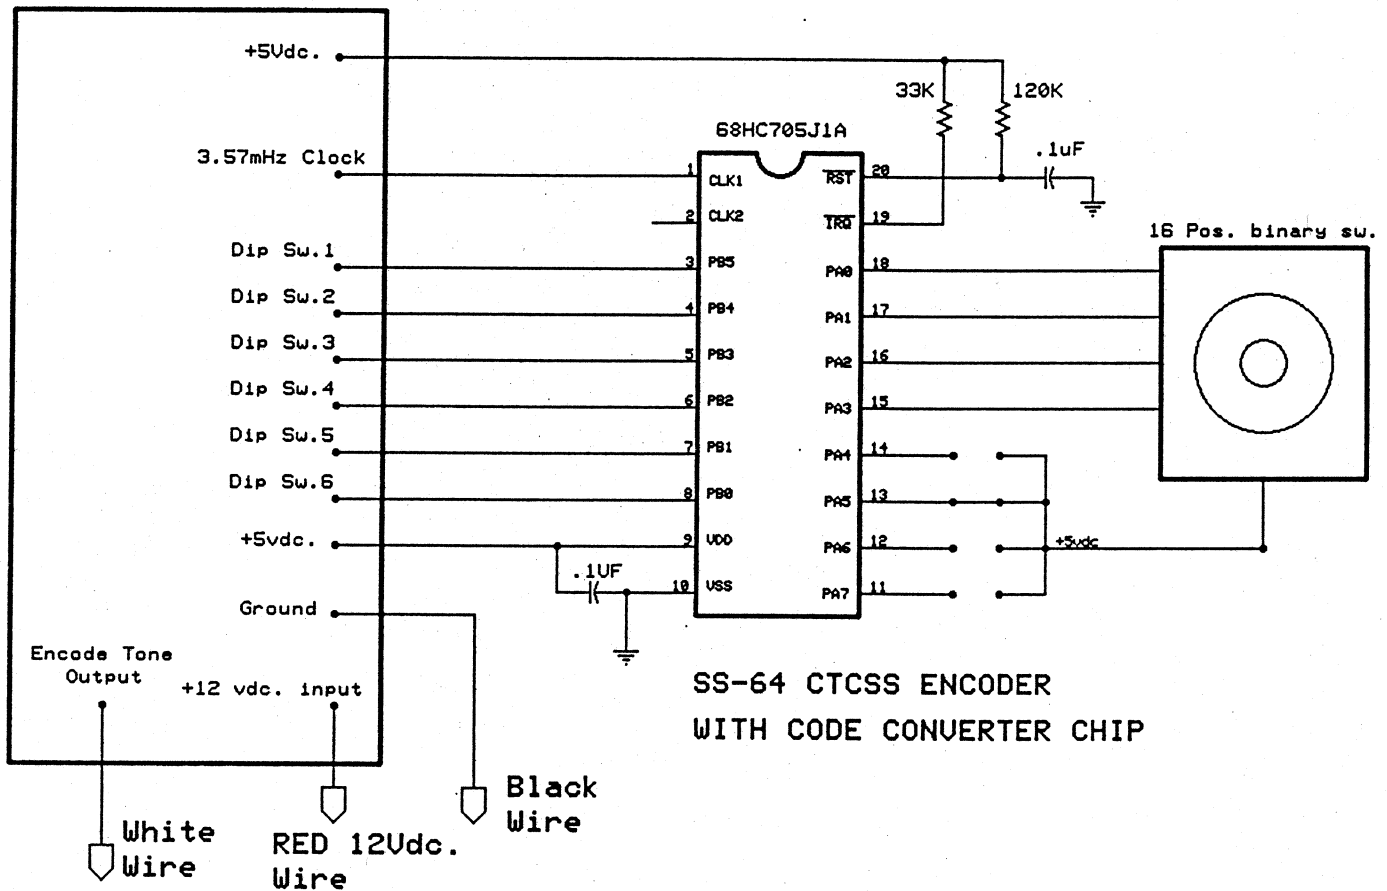 +5Vdc.
3.57mHz Clock
Dip Sw.1
Dip Sw.2
Dip Sw.3
Dip Sw.4
Dip Sw.5
Dip Sw.6
+5vdc.
Ground
Encode Tone
Output
+12 vdc. input
White
Wire
RED 12Vdc.
Wire
Black
Wire
.1UF
68HC705J1A
1 CLK1
2 CLK2
3 PB5
4 PB4
5 PB3
6 PB2
7 PB1
8 PB0
9 VDD
10 VSS
RST 20
IRQ 19
PA0 18
PA1 17
PA2 16
PA3 15
PA4 14
PA5 13
PA6 12
PA7 11
33K
120K
.1uF
16 Pos. binary sw.
+5vdc
SS-64 CTCSS ENCODER
WITH CODE CONVERTER CHIP